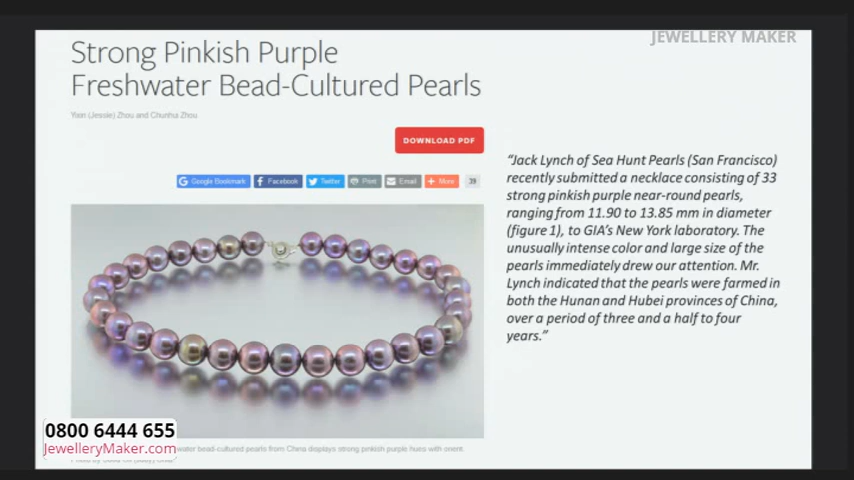 JEWELLERY MAKER
Strong Pinkish Purple
Freshwater Bead-Cultured Pearls
Yixin (Jessie) Zhou and Chunhui Zhou
DOWNLOAD PDF
Google Bookmark
Facebook
Twitter
Print
Email
More
39
“Jack Lynch of Sea Hunt Pearls (San Francisco)
recently submitted a necklace consisting of 33
strong pinkish purple near-round pearls,
ranging from 11.90 to 13.85 mm in diameter
(figure 1), to GIA’s New York laboratory. The
unusually intense color and large size of the
pearls immediately drew our attention. Mr.
Lynch indicated that the pearls were farmed in
both the Hunan and Hubei provinces of China,
over a period of three and a half to four
years.”
0800 6444 655
JewelleryMaker.com
water bead-cultured pearls from China displays strong pinkish purple hues with orient.